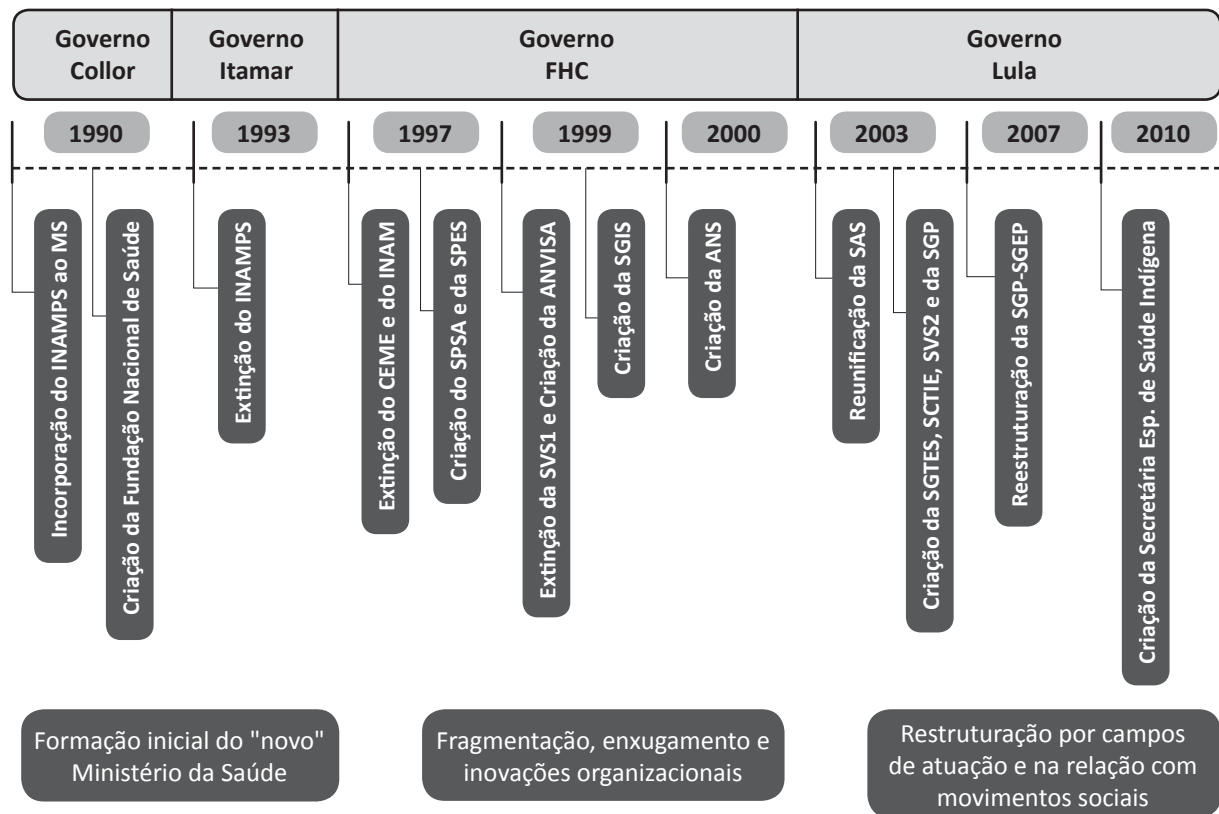 Governo
Collor
Governo
Itamar
Governo
FHC
Governo
Lula
1990
1993
1997
1999
2000
2003
2007
2010
Incorporação do INAMPS ao MS
Criação da Fundação Nacional de Saúde
Extinção do INAMPS
Extinção do CEME e do INAM
Criação do SPSA e da SPES
Extinção da SVS1 e Criação da ANVISA
Criação da SGIS
Criação da ANS
Reunificação da SAS
Criação da SGTES, SCTIE, SVS2 e da SGP
Reestruturação da SGP-SGEP
Criação da Secretária Esp. de Saúde Indígena
Formação inicial do "novo"
Ministério da Saúde
Fragmentação, enxugamento e
inovações organizacionais
Restruturação por campos
de atuação e na relação com
movimentos sociais